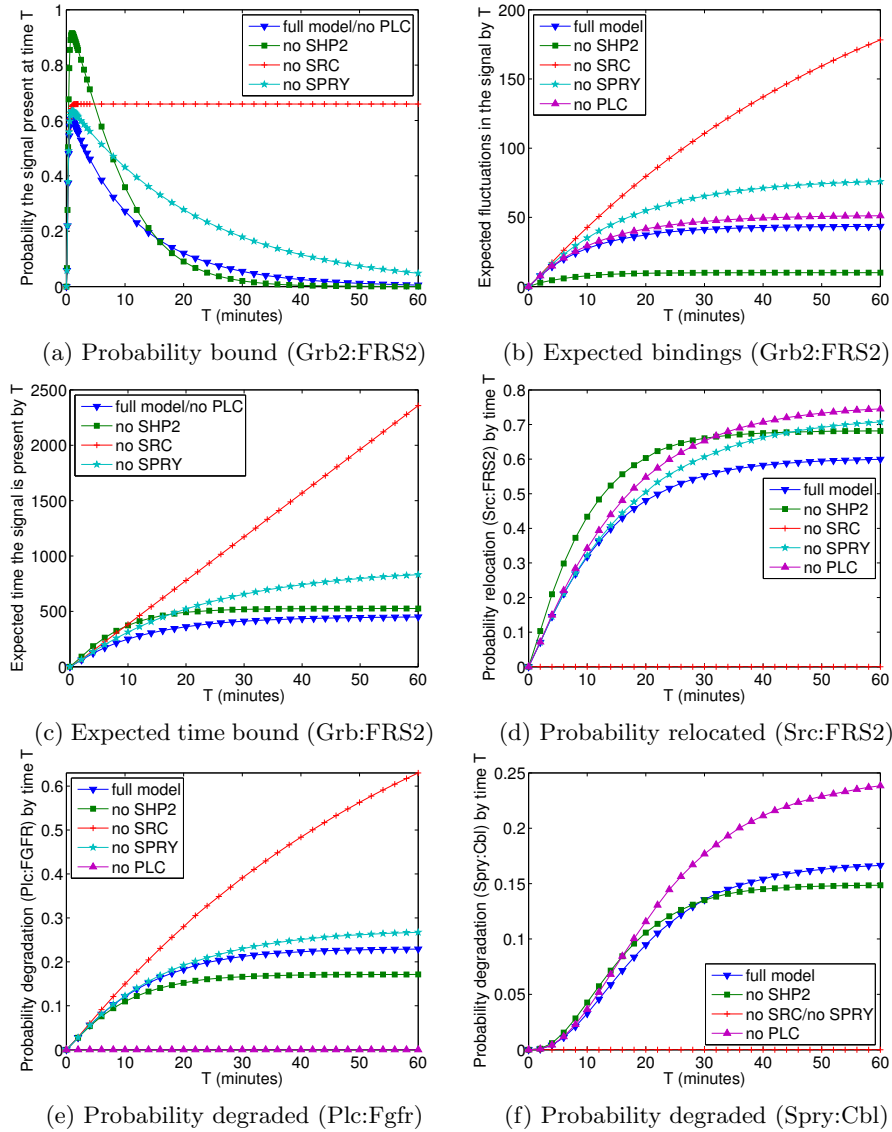 Probability the signal present at time T
1
0.8
0.6
0.4
0.2
0
0
10
20
30
40
50
60
T (minutes)
full model/no PLC
no SHP2
no SRC
no SPRY
(a) Probability bound (Grb2:FRS2)
Expected fluctuations in the signal by T
200
150
100
50
0
0
10
20
30
40
50
60
T (minutes)
full model
no SHP2
no SRC
no SPRY
no PLC
(b) Expected bindings (Grb2:FRS2)
Expected time the signal is present by T
2500
2000
1500
1000
500
0
0
10
20
30
40
50
60
T (minutes)
full model/no PLC
no SHP2
no SRC
no SPRY
(c) Expected time bound (Grb:FRS2)
Probability relocation (Src:FRS2) by time T
0.8
0.7
0.6
0.5
0.4
0.3
0.2
0.1
0
0
10
20
30
40
50
60
T (minutes)
full model
no SHP2
no SRC
no SPRY
no PLC
(d) Probability relocated (Src:FRS2)
Probability degradation (Plc:FGFR) by time T
0.6
0.5
0.4
0.3
0.2
0.1
0
0
10
20
30
40
50
60
T (minutes)
full model
no SHP2
no SRC
no SPRY
no PLC
(e) Probability degraded (Plc:Fgfr)
Probability degradation (Spry:Cbl) by time T
0.25
0.2
0.15
0.1
0.05
0
0
10
20
30
40
50
60
T (minutes)
full model
no SHP2
no SRC/no SPRY
no PLC
(f) Probability degraded (Spry:Cbl)